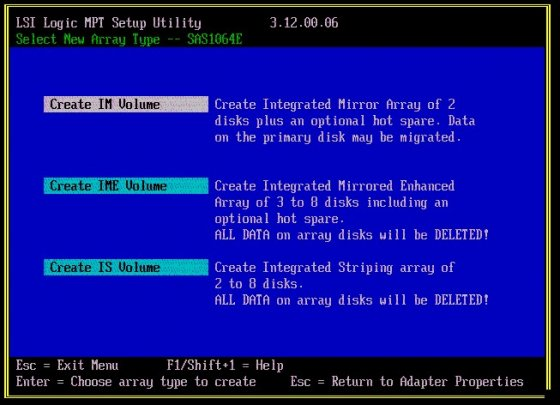 LSI Logic MPT Setup Utility 3.12.00.06
Select New Array Type -- SAS1064E
Create IM Volume Create Integrated Mirror Array of 2
disks plus an optional hot spare. Data
on the primary disk may be migrated.
Create IME Volume Create Integrated Mirrored Enhanced
Array of 3 to 8 disks including an
optional hot spare.
ALL DATA on array disks will be DELETED!
Create IS Volume Create Integrated Striping array of
2 to 8 disks.
ALL DATA on array disks will be DELETED!
Esc = Exit Menu F1/Shift+1 = Help
Enter = Choose array type to create Esc = Return to Adapter Properties